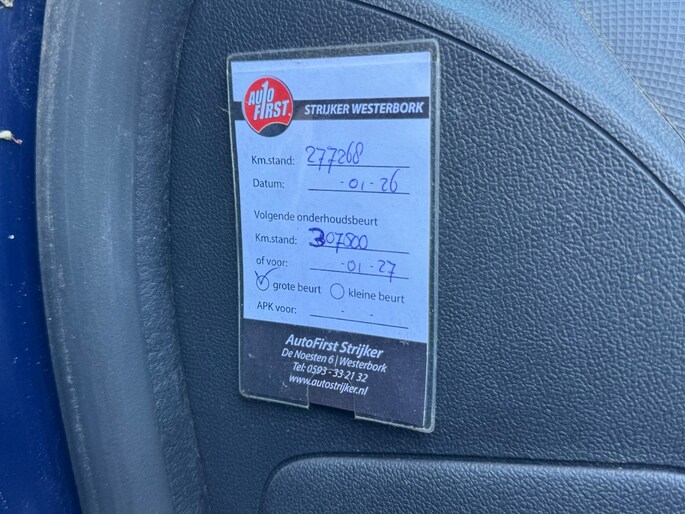 AUTO
FIRST
STRIJKER WESTERBORK
Km.stand: 277268
Datum: - 01 - 26
Volgende onderhoudsbeurt
Km.stand: 307800
of voor: - 01 - 27
grote beurt kleine beurt
APK voor: - -
AutoFirst Strijker
De Noesten 6 | Westerbork
Tel: 0593 - 33 21 32
www.autostrijker.nl